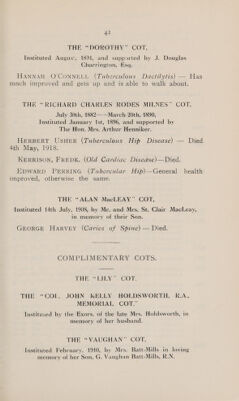 43
THE "DOROTHY" COT,
Instituted August, 1894, and supported by J. Douglas
Charrington, Esq.
HANNAH O'CONNELL (Tuberculous Dactilytis) — Has
much improved and gets up and is able to walk about.
THE "RICHARD CHARLES RODES MILNES" COT.
July 30th, 1882—March 20th, 1890,
Instituted January 1st, 1896, and supported by
The Hon. Mrs. Arthur Henniker.
HERBERT USHER (Tuberculous Hip Disease) — Died
4th May, 1918.
KERRISON, FREDK. (Old Cardiac Disease)—Died.
EDWARD PERRING (Tubercular Hip)—General health
improved, otherwise the same.
THE "ALAN MacLEAY" COT,
Instituted 14th July, 1908, by Mr. and Mrs. St. Clair MacLeay,
in memory of their Son.
GEORGE HARVEY (Caries of Spine) — Died.
COMPLIMENTARY COTS.
THE "LILY" COT.
THE "COL. JOHN KELLY HOLDSWORTH, R.A.
MEMORIAL COT."
Instituted by the Exors. of the late Mrs. Holdsworth, in
memory of her husband.
THE "VAUGHAN" COT,
Instituted February, 1910, by Mrs. Batt-Mills in loving
memory of her Son, G. Vaughan Batt-Mills, R.N.